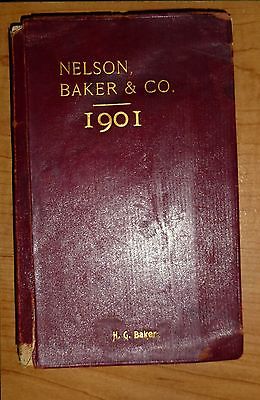 NELSON,
BAKER & CO.
1901
H. G. Baker.